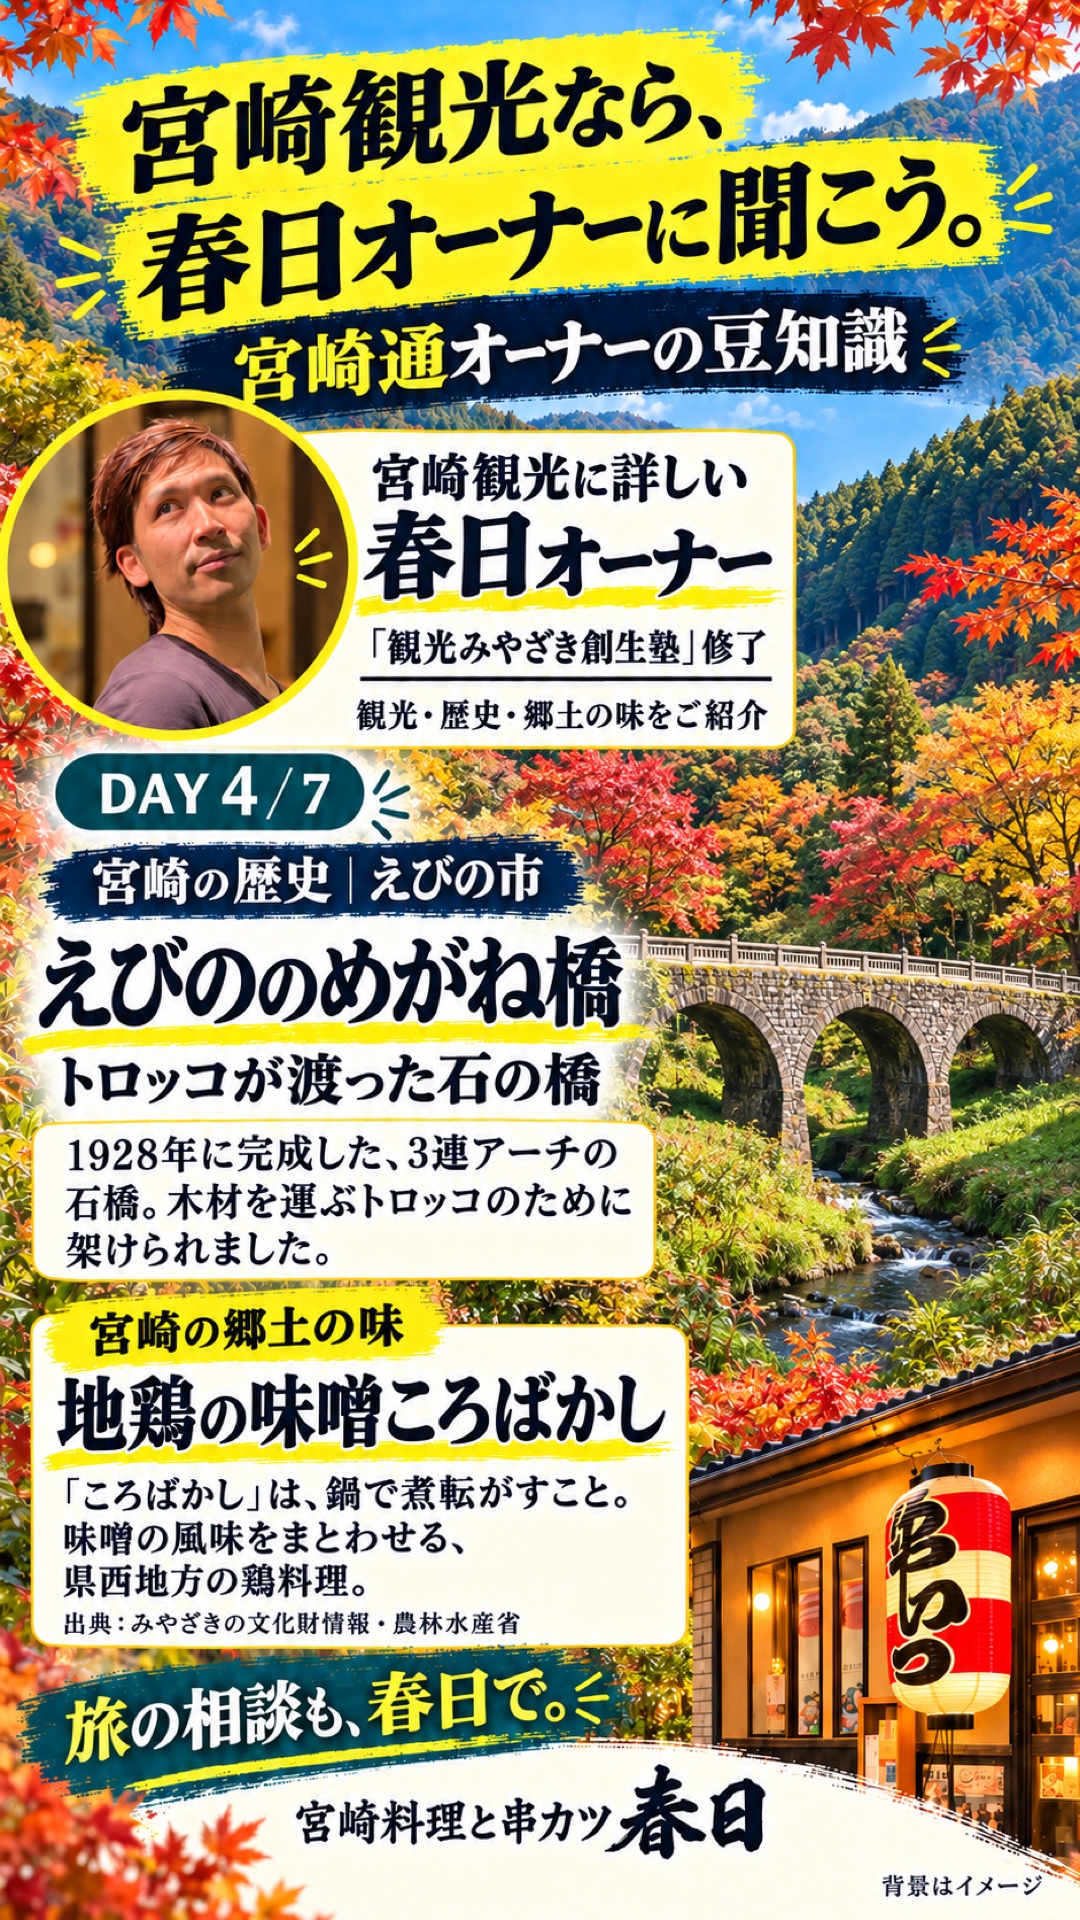 宮崎観光なら、
春日オーナーに聞こう。
宮崎通オーナーの豆知識
宮崎観光に詳しい
春日オーナー
「観光みやざき創生塾」修了
観光・歴史・郷土の味をご紹介
DAY 4/7
宮崎の歴史｜えびの市
えびののめがね橋
トロッコが渡った石の橋
1928年に完成した、3連アーチの
石橋。木材を運ぶトロッコのために
架けられました。
宮崎の郷土の味
地鶏の味噌ころばかし
「ころばかし」は、鍋で煮転がすこと。
味噌の風味をまとわせる、
県西地方の鶏料理。
出典：みやざきの文化財情報・農林水産省
旅の相談も、春日で。
宮崎料理と串カツ 春日
背景はイメージ